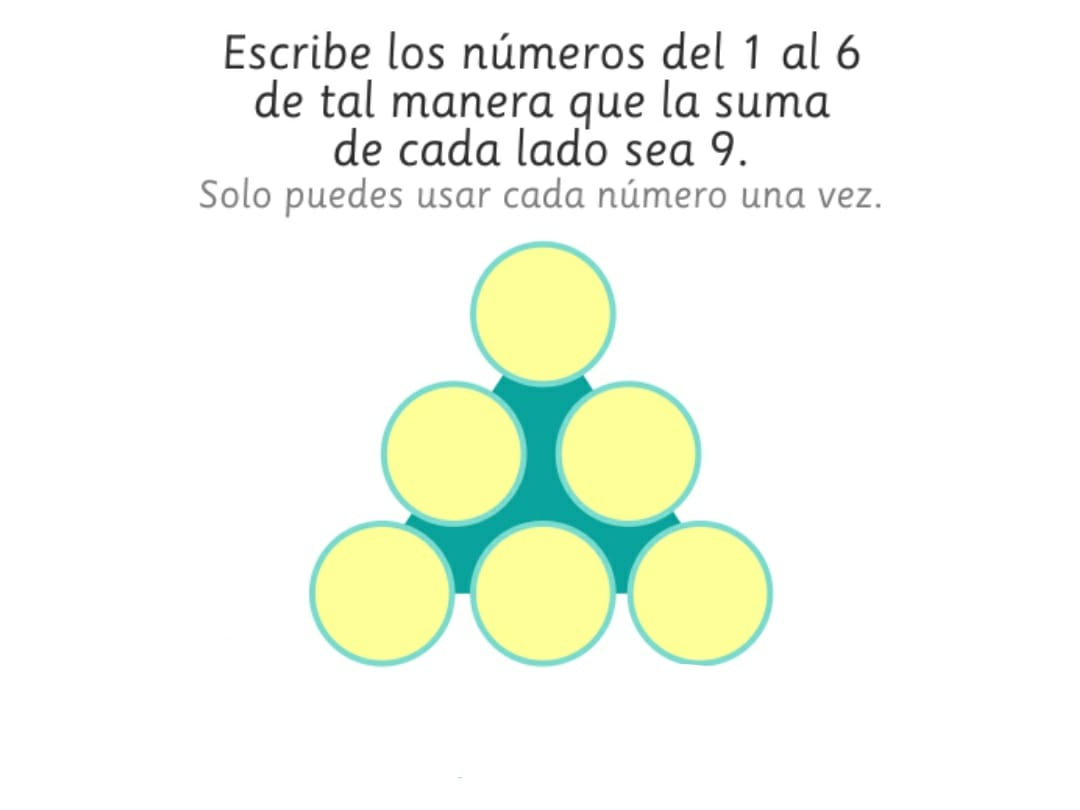 Escribe los números del 1 al 6
de tal manera que la suma
de cada lado sea 9.
Solo puedes usar cada número una vez.